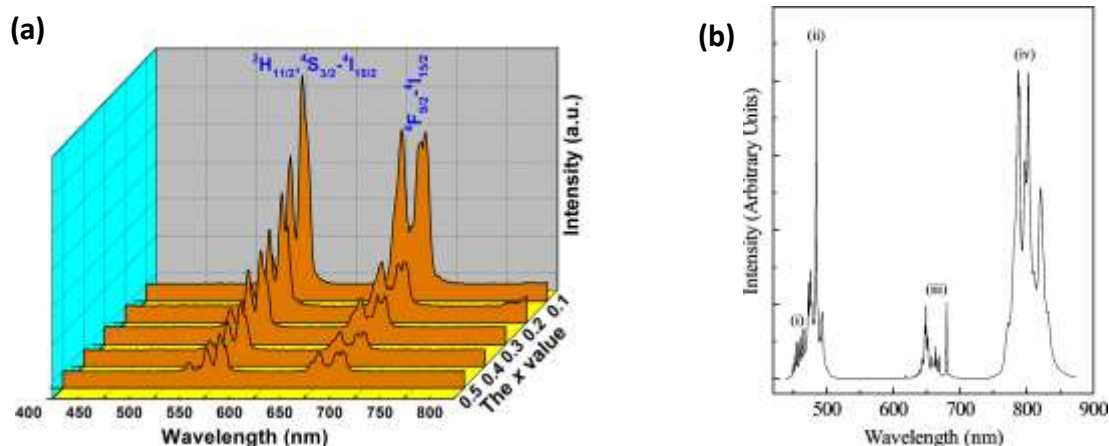 (a)
³H₁₁/₂,⁴S₃/₂-⁴I₁₅/₂
⁴F₉/₂-⁴I₁₅/₂
Intensity (a.u.)
0.5 0.4 0.3 0.2 0.1
The x value
400 450 500 550 600 650 700 750 800
Wavelength (nm)
(b)
(i)
(ii)
(iii)
(iv)
Intensity (Arbitrary Units)
500 600 700 800 900
Wavelength (nm)